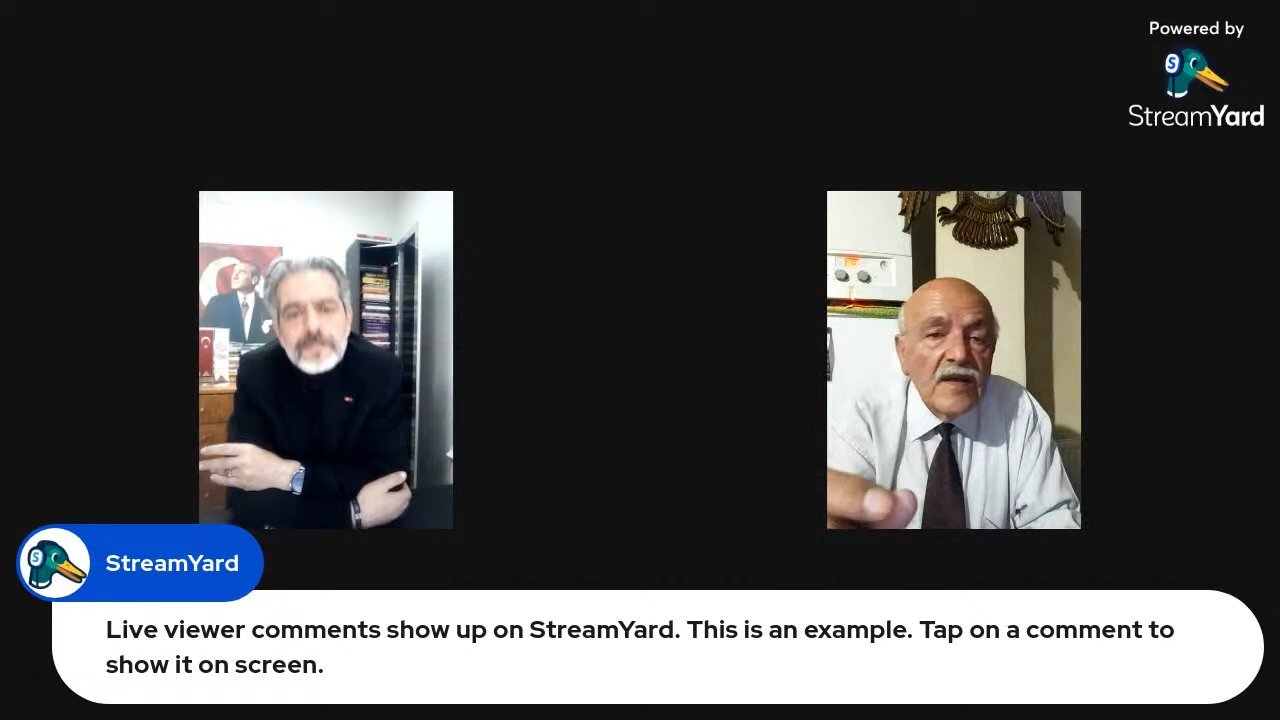 Powered by
StreamYard
StreamYard
Live viewer comments show up on StreamYard. This is an example. Tap on a comment to
show it on screen.